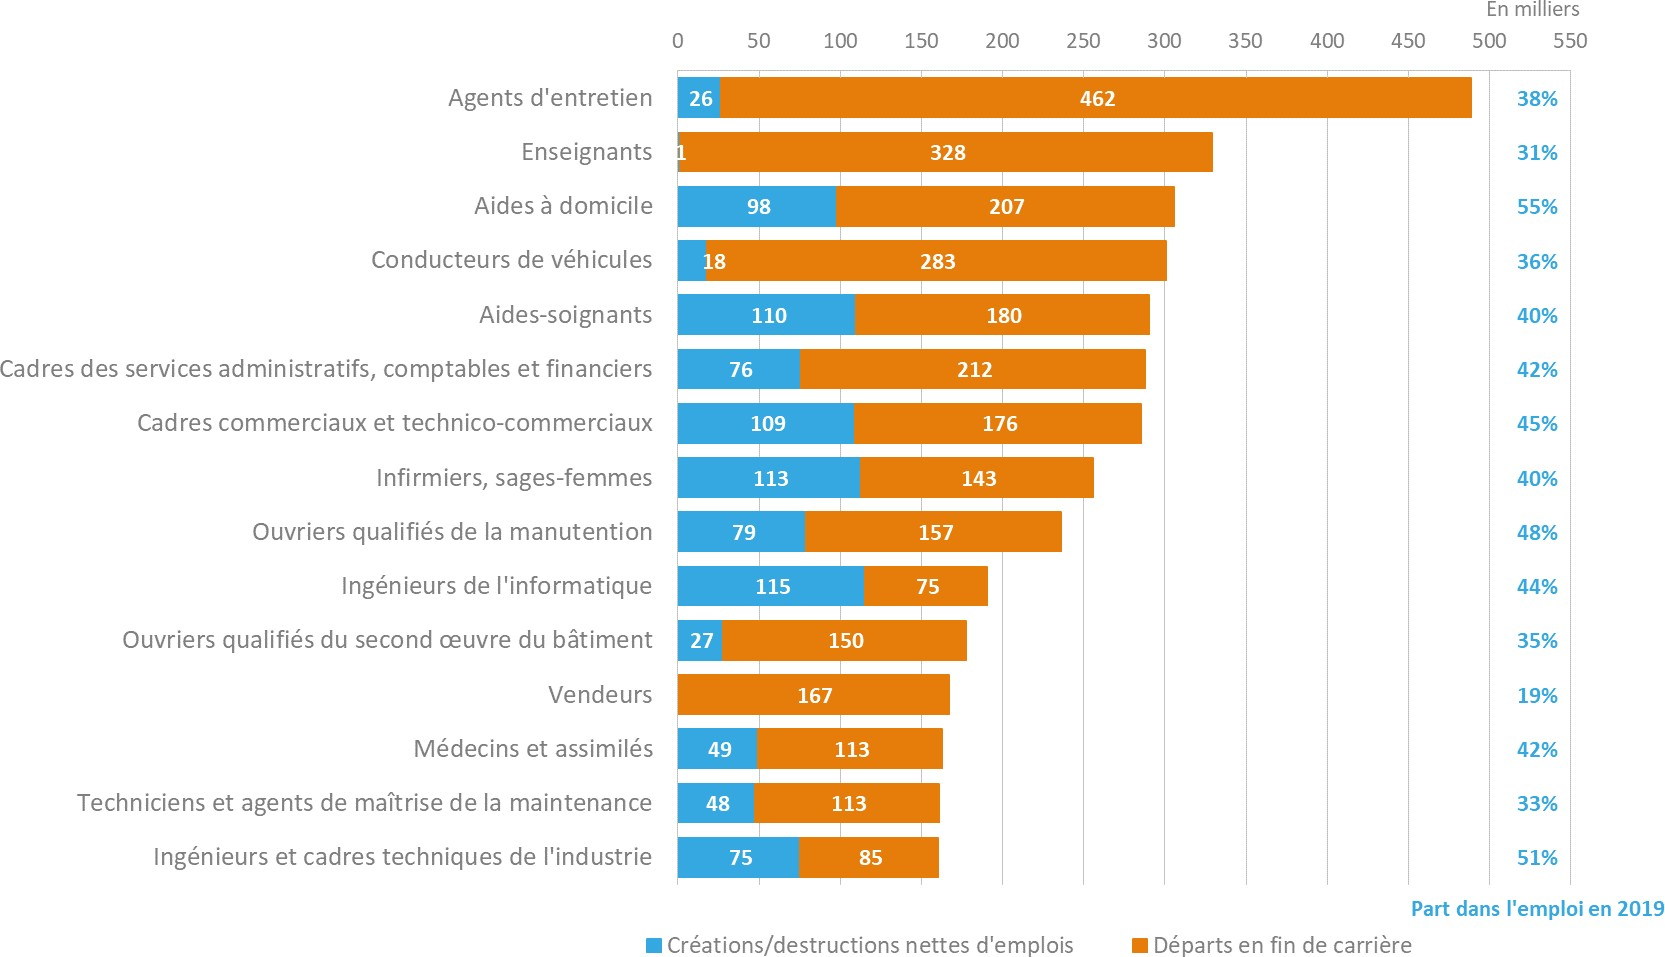 En milliers
0 50 100 150 200 250 300 350 400 450 500 550
Agents d'entretien 26 462 38%
Enseignants 1 328 31%
Aides à domicile 98 207 55%
Conducteurs de véhicules 18 283 36%
Aides-soignants 110 180 40%
Cadres des services administratifs, comptables et financiers 76 212 42%
Cadres commerciaux et technico-commerciaux 109 176 45%
Infirmiers, sages-femmes 113 143 40%
Ouvriers qualifiés de la manutention 79 157 48%
Ingénieurs de l'informatique 115 75 44%
Ouvriers qualifiés du second œuvre du bâtiment 27 150 35%
Vendeurs 167 19%
Médecins et assimilés 49 113 42%
Techniciens et agents de maîtrise de la maintenance 48 113 33%
Ingénieurs et cadres techniques de l'industrie 75 85 51%
Part dans l'emploi en 2019
Créations/destructions nettes d'emplois Départs en fin de carrière